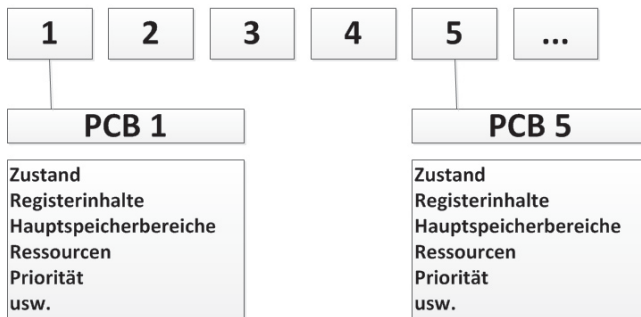 1 2 3 4 5 ...
PCB 1
Zustand
Registerinhalte
Hauptspeicherbereiche
Ressourcen
Priorität
usw.
PCB 5
Zustand
Registerinhalte
Hauptspeicherbereiche
Ressourcen
Priorität
usw.